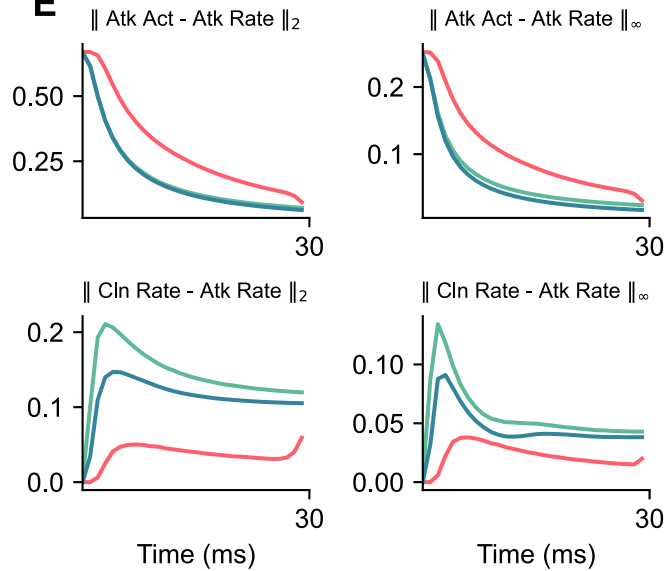 E
‖ Atk Act - Atk Rate ‖₂
‖ Atk Act - Atk Rate ‖∞
0.50
0.25
30
0.2
0.1
30
‖ Cln Rate - Atk Rate ‖₂
‖ Cln Rate - Atk Rate ‖∞
0.2
0.1
0.0
30
Time (ms)
0.10
0.05
0.00
30
Time (ms)